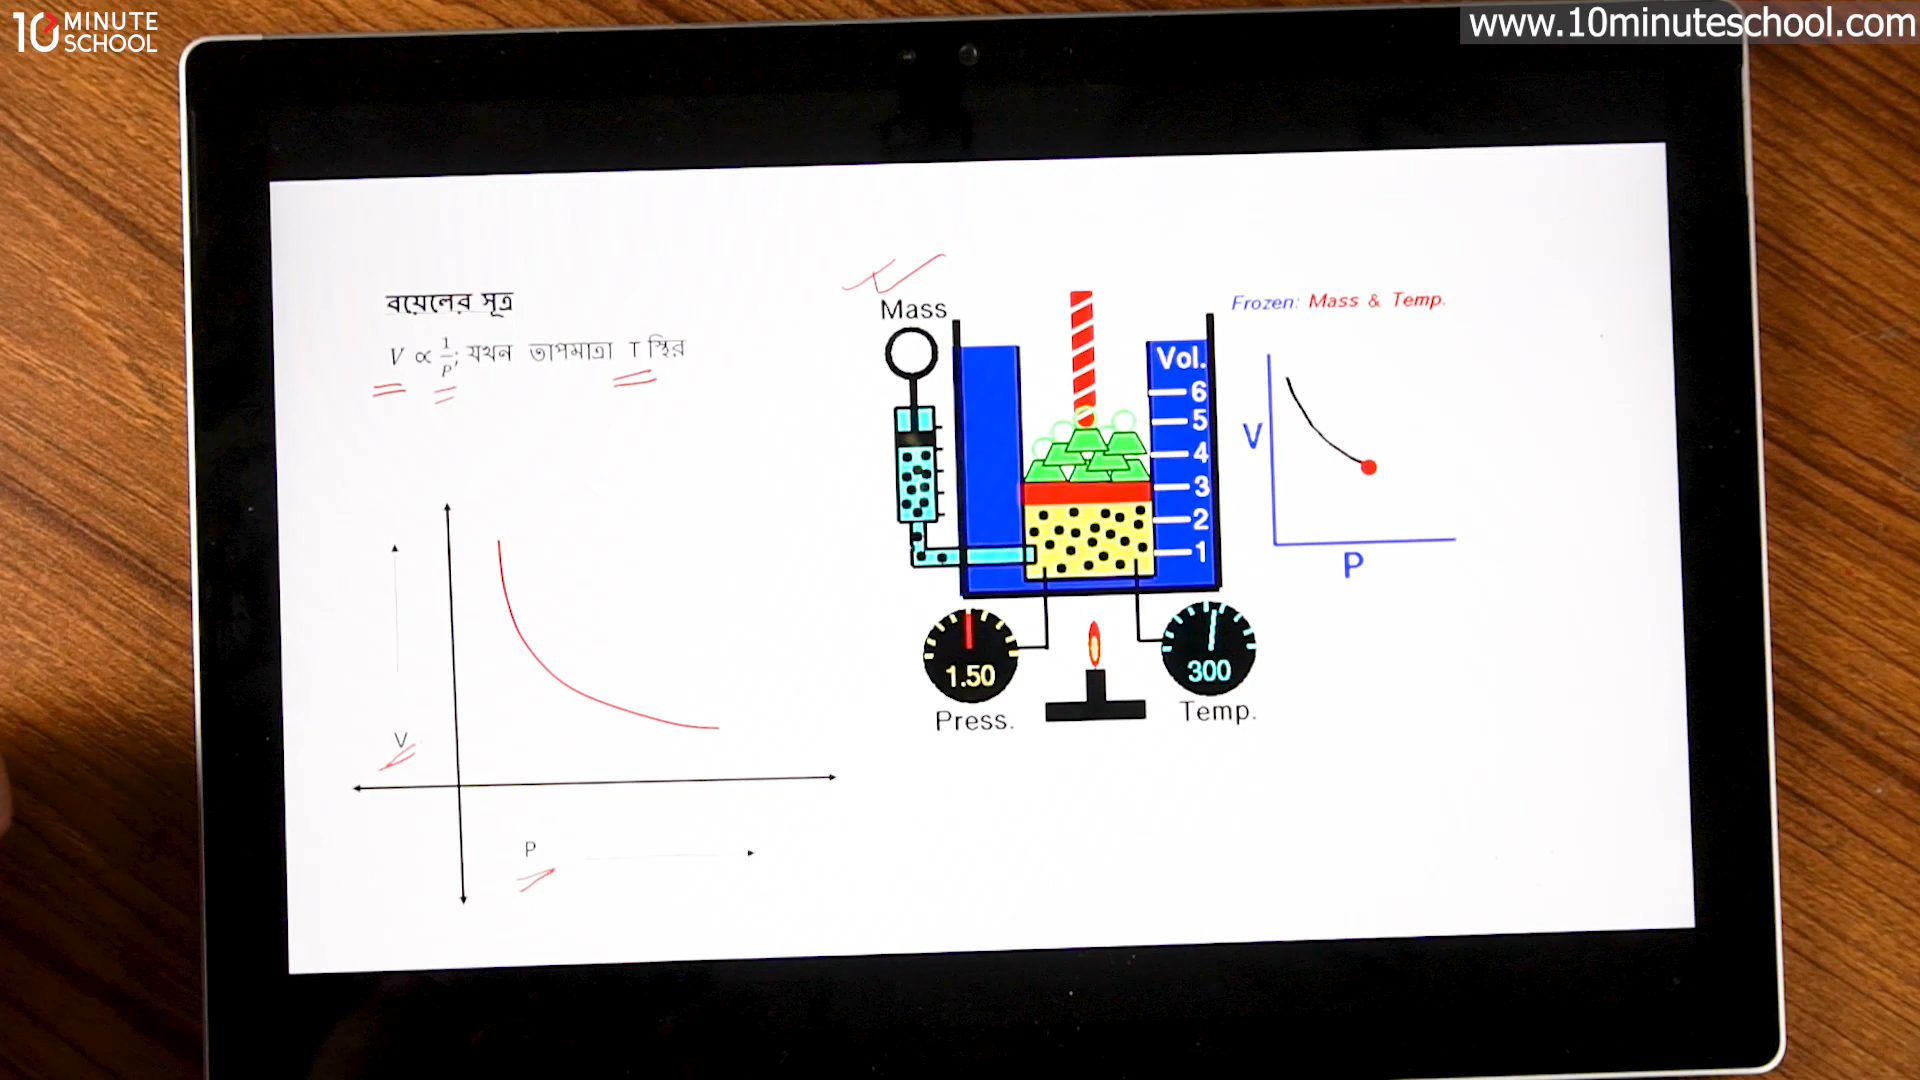 10 MINUTE SCHOOL
www.10minuteschool.com
বয়েলের সূত্র
V ∝ 1/P; যখন তাপমাত্রা T স্থির
V
P
Mass
Vol.
6
5
4
3
2
1
1.50
Press.
300
Temp.
Frozen: Mass & Temp.
V
P